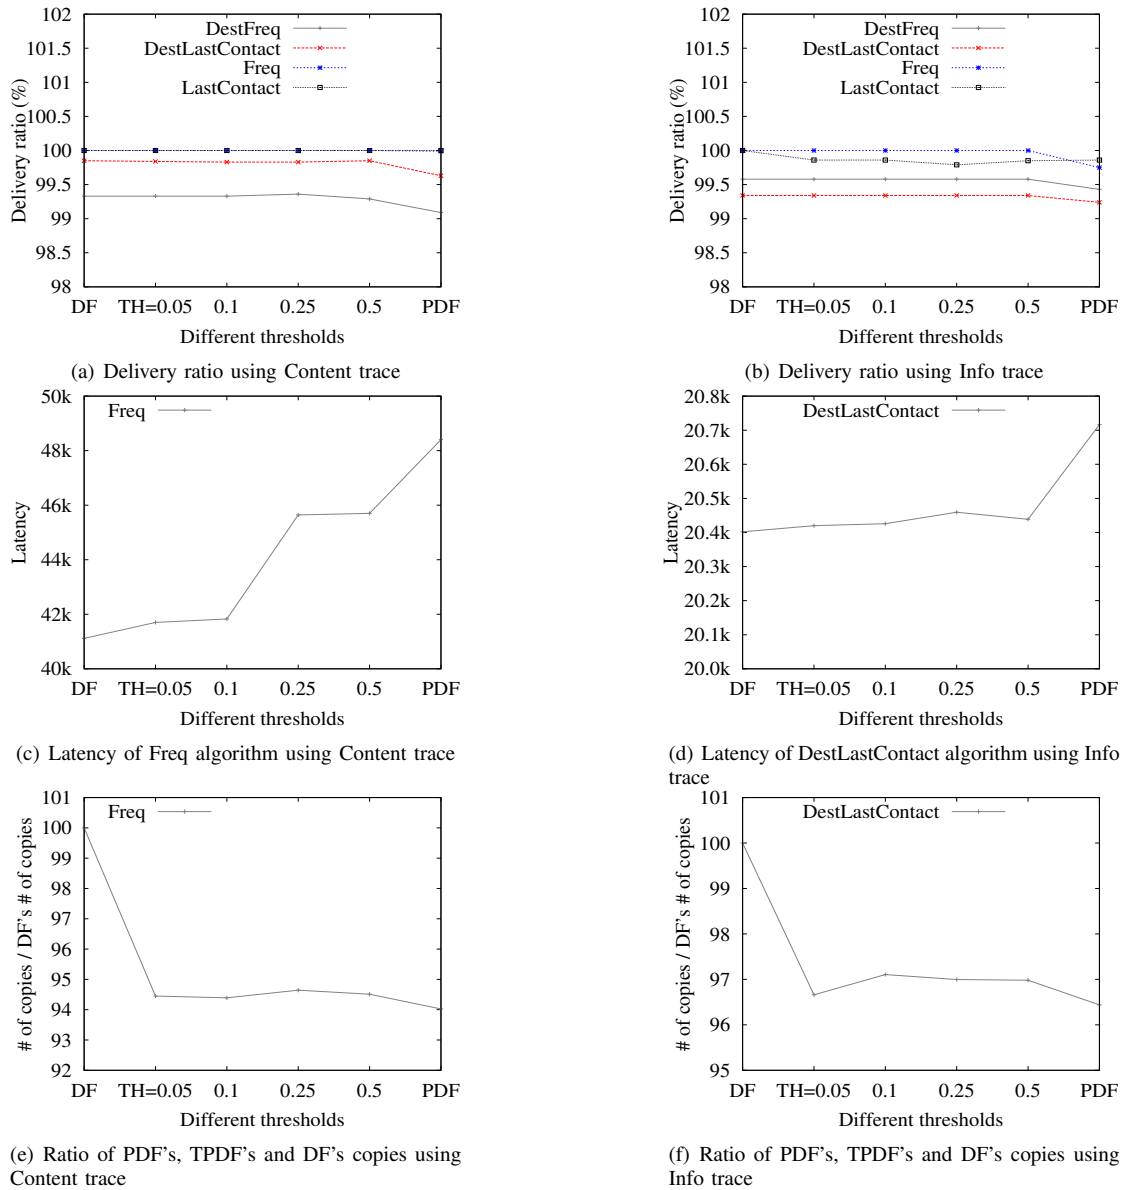 102
101.5
101
100.5
100
99.5
99
98.5
98
Delivery ratio (%)
DestFreq
DestLastContact
Freq
LastContact
DF TH=0.05 0.1 0.25 0.5 PDF
Different thresholds
(a) Delivery ratio using Content trace
102
101.5
101
100.5
100
99.5
99
98.5
98
Delivery ratio (%)
DestFreq
DestLastContact
Freq
LastContact
DF TH=0.05 0.1 0.25 0.5 PDF
Different thresholds
(b) Delivery ratio using Info trace
50k
48k
46k
44k
42k
40k
Latency
Freq
DF TH=0.05 0.1 0.25 0.5 PDF
Different thresholds
(c) Latency of Freq algorithm using Content trace
20.8k
20.7k
20.6k
20.5k
20.4k
20.3k
20.2k
20.1k
20.0k
Latency
DestLastContact
DF TH=0.05 0.1 0.25 0.5 PDF
Different thresholds
(d) Latency of DestLastContact algorithm using Info
trace
101
100
99
98
97
96
95
94
93
92
# of copies / DF's # of copies
Freq
DF TH=0.05 0.1 0.25 0.5 PDF
Different thresholds
(e) Ratio of PDF's, TPDF's and DF's copies using
Content trace
101
100
99
98
97
96
95
# of copies / DF's # of copies
DestLastContact
DF TH=0.05 0.1 0.25 0.5 PDF
Different thresholds
(f) Ratio of PDF's, TPDF's and DF's copies using
Info trace